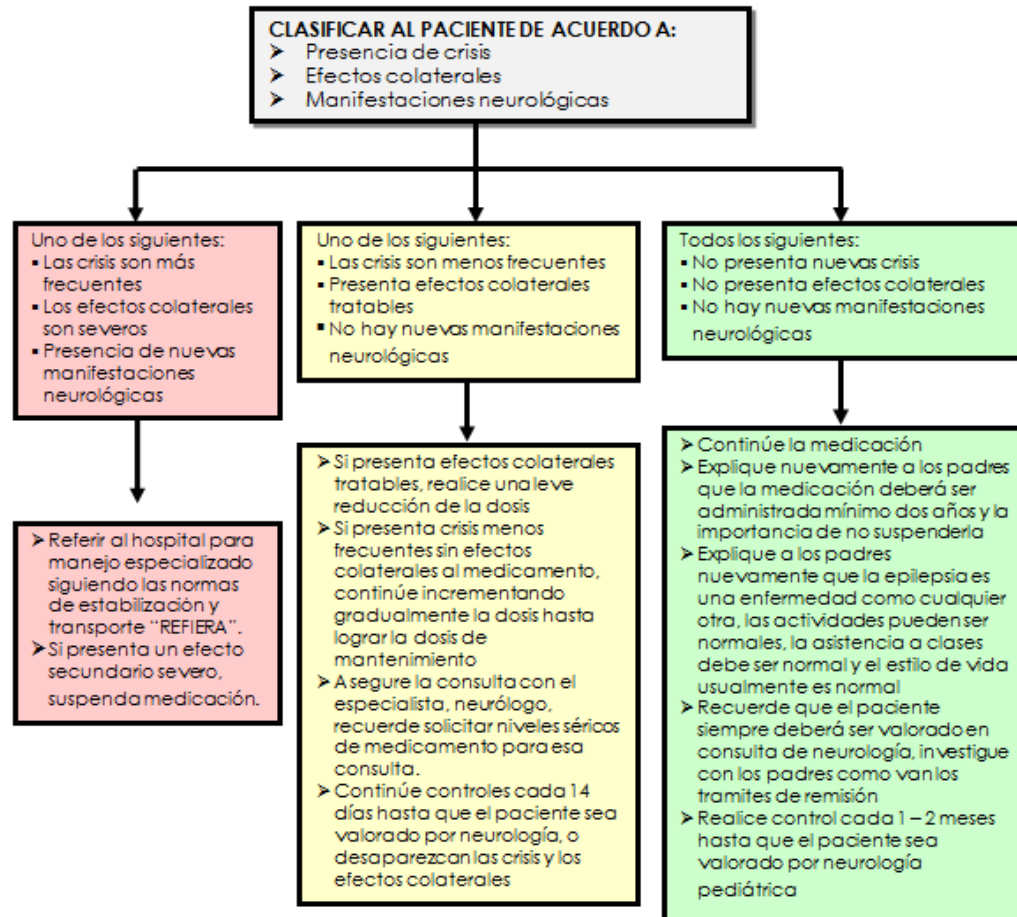 CLASIFICAR AL PACIENTE DE ACUERDO A:
➤ Presencia de crisis
➤ Efectos colaterales
➤ Manifestaciones neurológicas
Uno de los siguientes:
▪ Las crisis son más
frecuentes
▪ Los efectos colaterales
son severos
▪ Presencia de nuevas
manifestaciones
neurológicas
Uno de los siguientes:
▪ Las crisis son menos frecuentes
▪ Presenta efectos colaterales
tratables
▪ No hay nuevas manifestaciones
neurológicas
Todos los siguientes:
▪ No presenta nuevas crisis
▪ No presenta efectos colaterales
▪ No hay nuevas manifestaciones
neurológicas
➤ Referir al hospital para
manejo especializado
siguiendo las normas
de estabilización y
transporte “REFIERA”.
➤ Si presenta un efecto
secundario severo,
suspenda medicación.
➤ Si presenta efectos colaterales
tratables, realice una leve
reducción de la dosis
➤ Si presenta crisis menos
frecuentes sin efectos
colaterales al medicamento,
continúe incrementando
gradualmente la dosis hasta
lograr la dosis de
mantenimiento
➤ Asegure la consulta con el
especialista, neurólogo,
recuerde solicitar niveles séricos
de medicamento para esa
consulta.
➤ Continúe controles cada 14
días hasta que el paciente sea
valorado por neurología, o
desaparezcan las crisis y los
efectos colaterales
➤ Continúe la medicación
➤ Explique nuevamente a los padres
que la medicación deberá ser
administrada mínimo dos años y la
importancia de no suspenderla
➤ Explique a los padres
nuevamente que la epilepsia es
una enfermedad como cualquier
otra, las actividades pueden ser
normales, la asistencia a clases
debe ser normal y el estilo de vida
usualmente es normal
➤ Recuerde que el paciente
siempre deberá ser valorado en
consulta de neurología, investigue
con los padres como van los
tramites de remisión
➤ Realice control cada 1 – 2 meses
hasta que el paciente sea
valorado por neurología
pediátrica